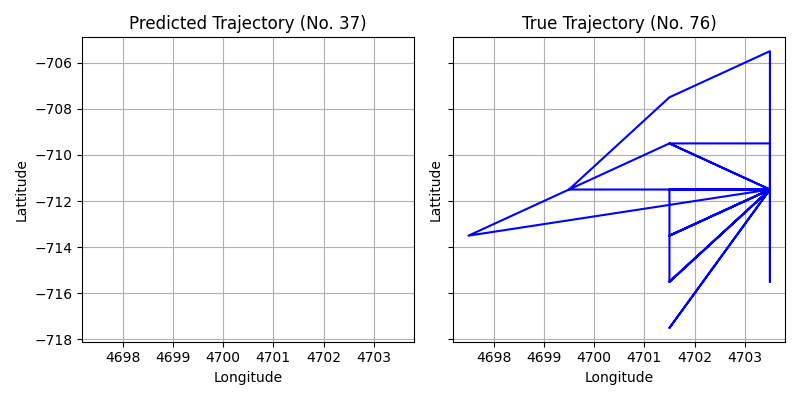 Predicted Trajectory (No. 37)
True Trajectory (No. 76)
−706
−708
−710
−712
−714
−716
−718
Lattitude
Lattitude
4698 4699 4700 4701 4702 4703
4698 4699 4700 4701 4702 4703
Longitude
Longitude